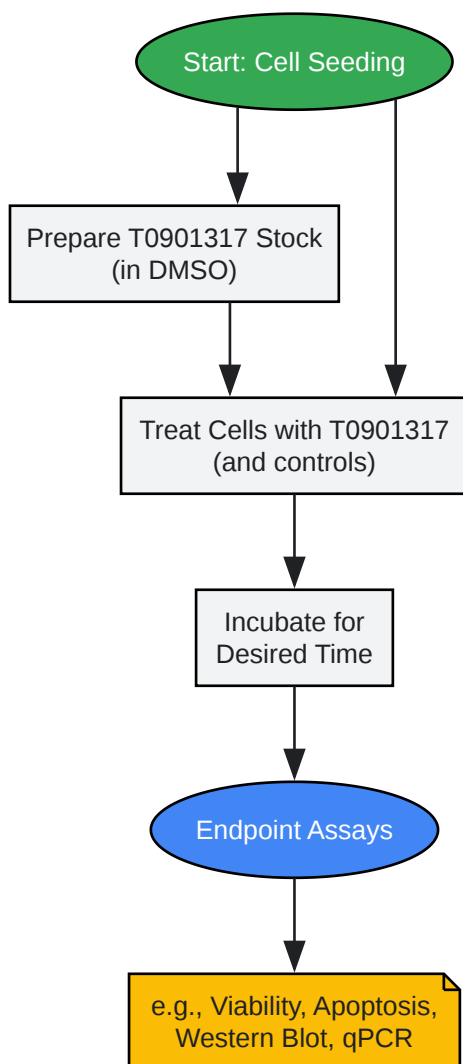 Start: Cell Seeding
Prepare T0901317 Stock
(in DMSO)
Treat Cells with T0901317
(and controls)
Incubate for
Desired Time
Endpoint Assays
e.g., Viability, Apoptosis,
Western Blot, qPCR